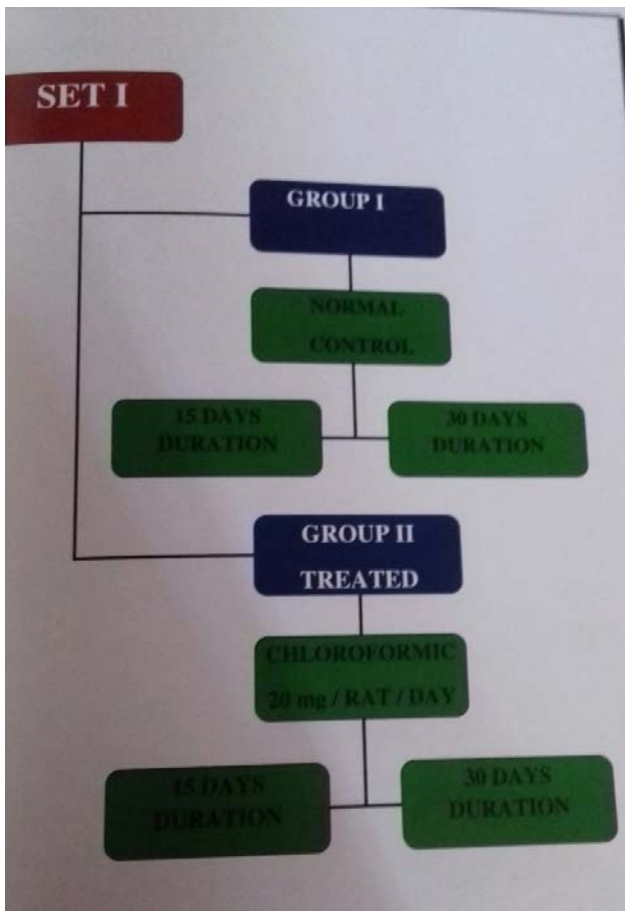 SET I
GROUP I
NORMAL
CONTROL
15 DAYS
DURATION
30 DAYS
DURATION
GROUP II
TREATED
CHLOROFORMIC
20 mg / RAT / DAY
15 DAYS
DURATION
30 DAYS
DURATION